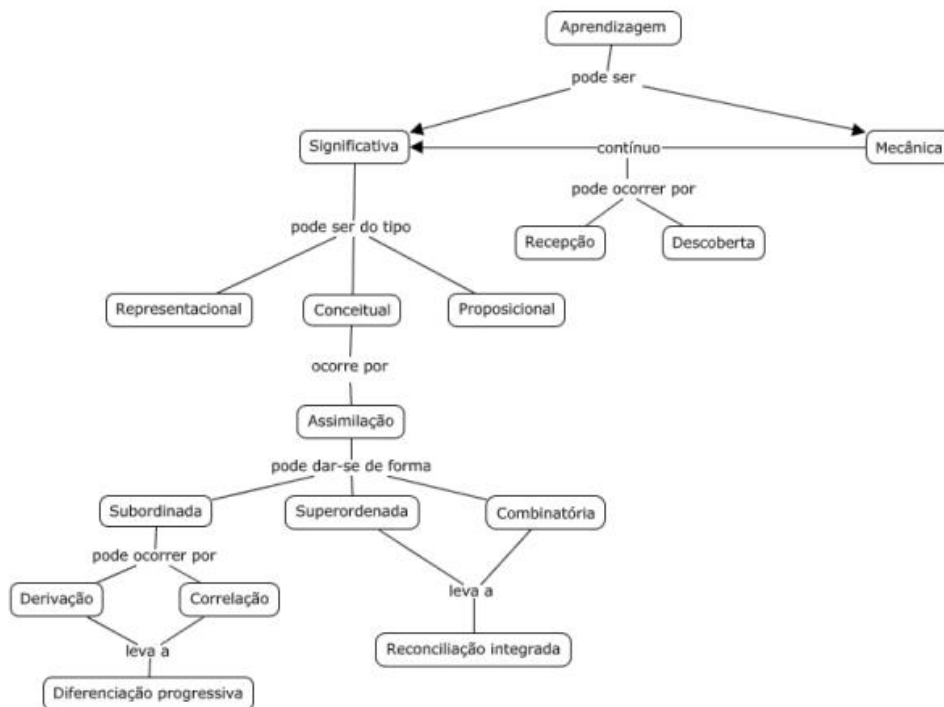 Aprendizagem
pode ser
Significativa
contínuo
Mecânica
pode ocorrer por
Recepção
Descoberta
pode ser do tipo
Representacional
Conceitual
Proposicional
ocorre por
Assimilação
pode dar-se de forma
Subordinada
Superordenada
Combinatória
pode ocorrer por
Derivação
Correlação
leva a
leva a
Reconciliação integrada
Diferenciação progressiva